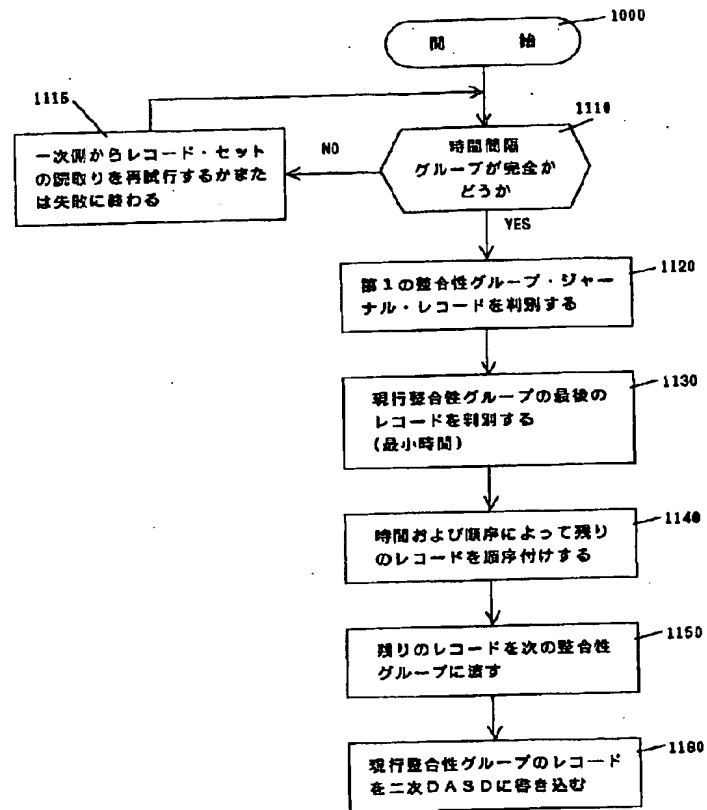 1000
開 始
1115
一次側からレコード・セット
の読取りを再試行するかまた
は失敗に終わる
NO
1110
時間間隔
グループが完全か
どうか
YES
1120
第1の整合性グループ・ジャー
ナル・レコードを判別する
1130
現行整合性グループの最後の
レコードを判別する
(最小時間)
1140
時間および順序によって残り
のレコードを順序付けする
1150
残りのレコードを次の整合性
グループに渡す
1160
現行整合性グループのレコード
を二次DASDに書き込む